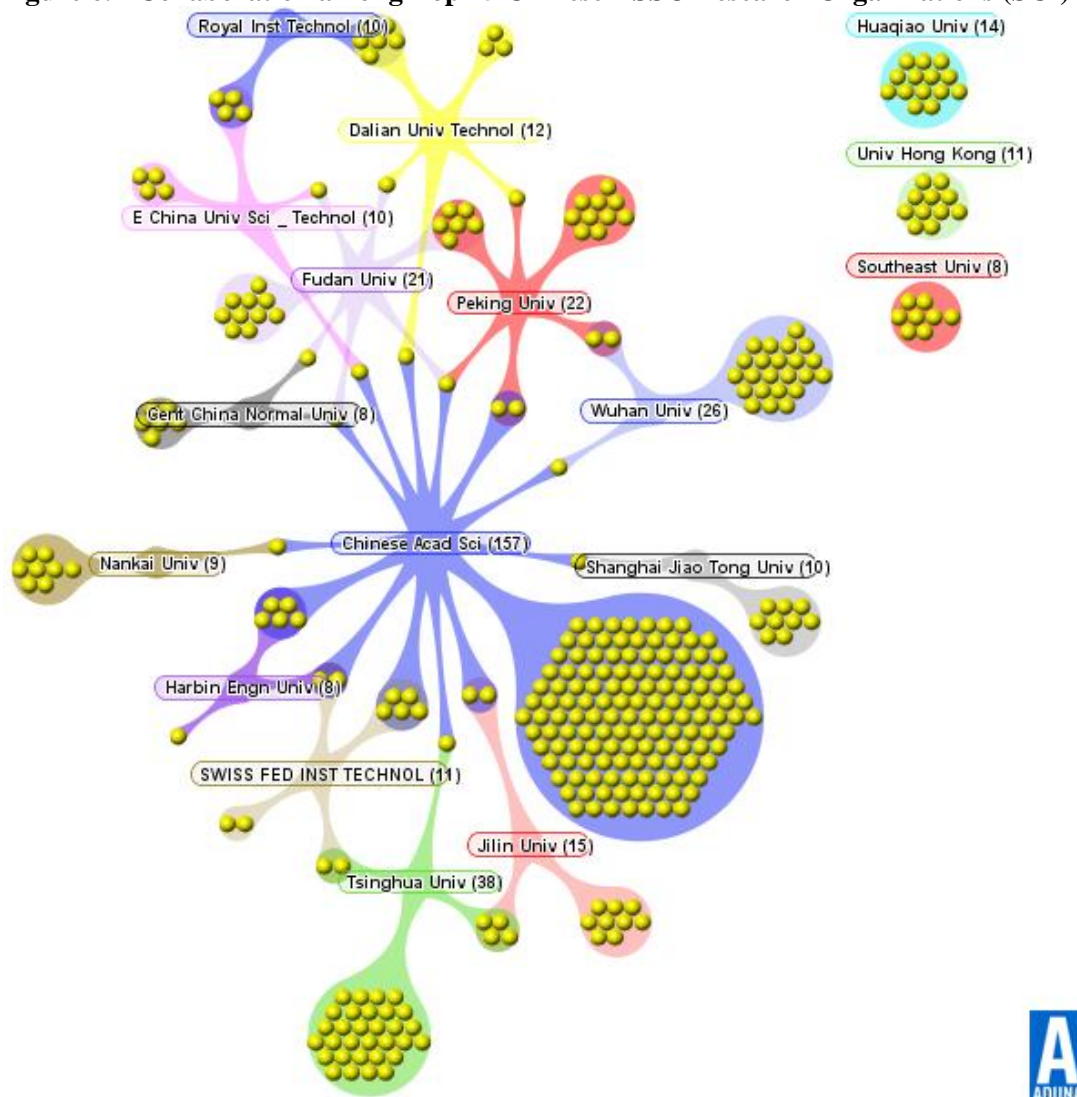 Royal Inst Technol (10)
Huaqiao Univ (14)
Dalian Univ Technol (12)
Univ Hong Kong (11)
E China Univ Sci _ Technol (10)
Southeast Univ (8)
Fudan Univ (21)
Peking Univ (22)
Cent China Normal Univ (8)
Wuhan Univ (26)
Chinese Acad Sci (157)
Nankai Univ (9)
Shanghai Jiao Tong Univ (10)
Harbin Engn Univ (8)
SWISS FED INST TECHNOL (11)
Jilin Univ (15)
Tsinghua Univ (38)
A